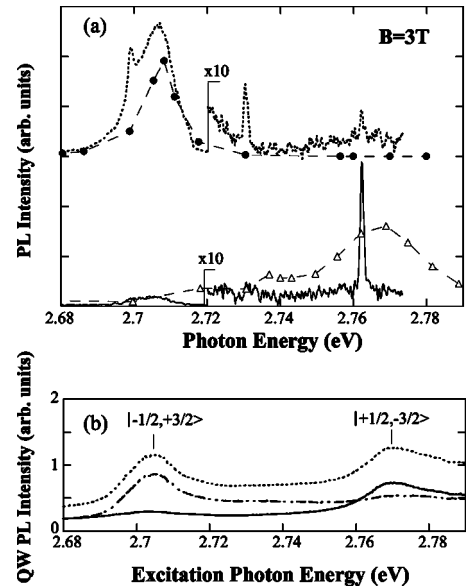 (a)
B=3T
x10
x10
PL Intensity (arb. units)
2.68 2.7 2.72 2.74 2.76 2.78
Photon Energy (eV)
(b)
|-1/2,+3/2>
|+1/2,-3/2>
2
1
0
QW PL Intensity (arb. units)
2.68 2.7 2.72 2.74 2.76 2.78
Excitation Photon Energy (eV)